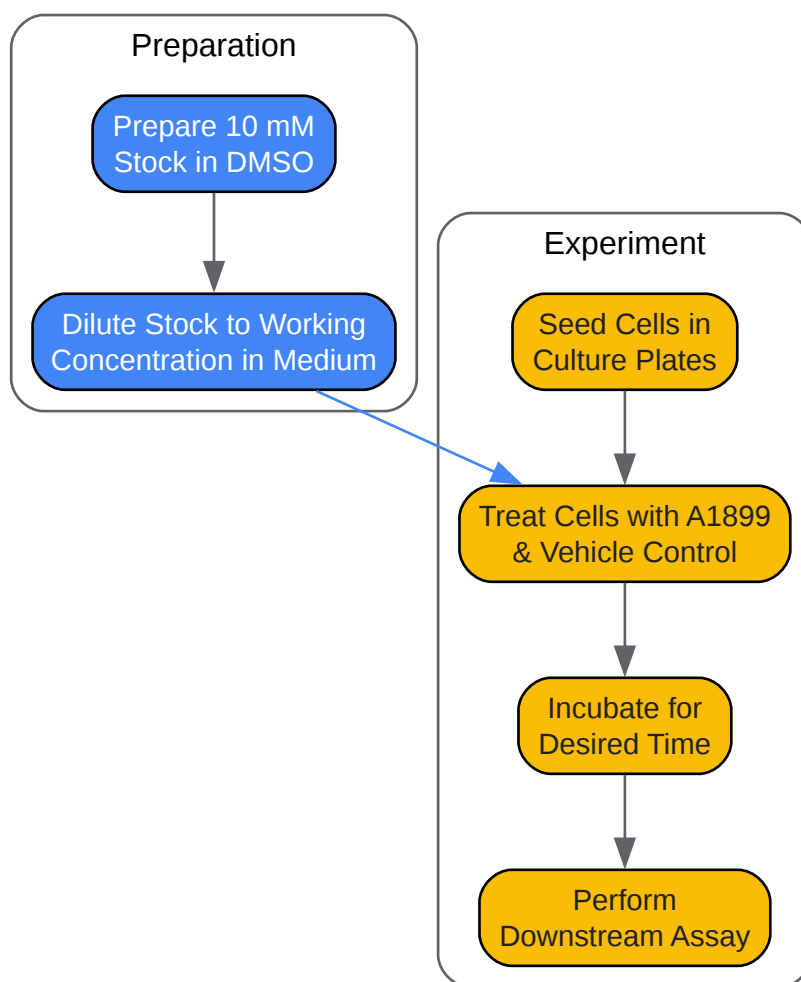 Preparation
Prepare 10 mM
Stock in DMSO
Dilute Stock to Working
Concentration in Medium
Experiment
Seed Cells in
Culture Plates
Treat Cells with A1899
& Vehicle Control
Incubate for
Desired Time
Perform
Downstream Assay